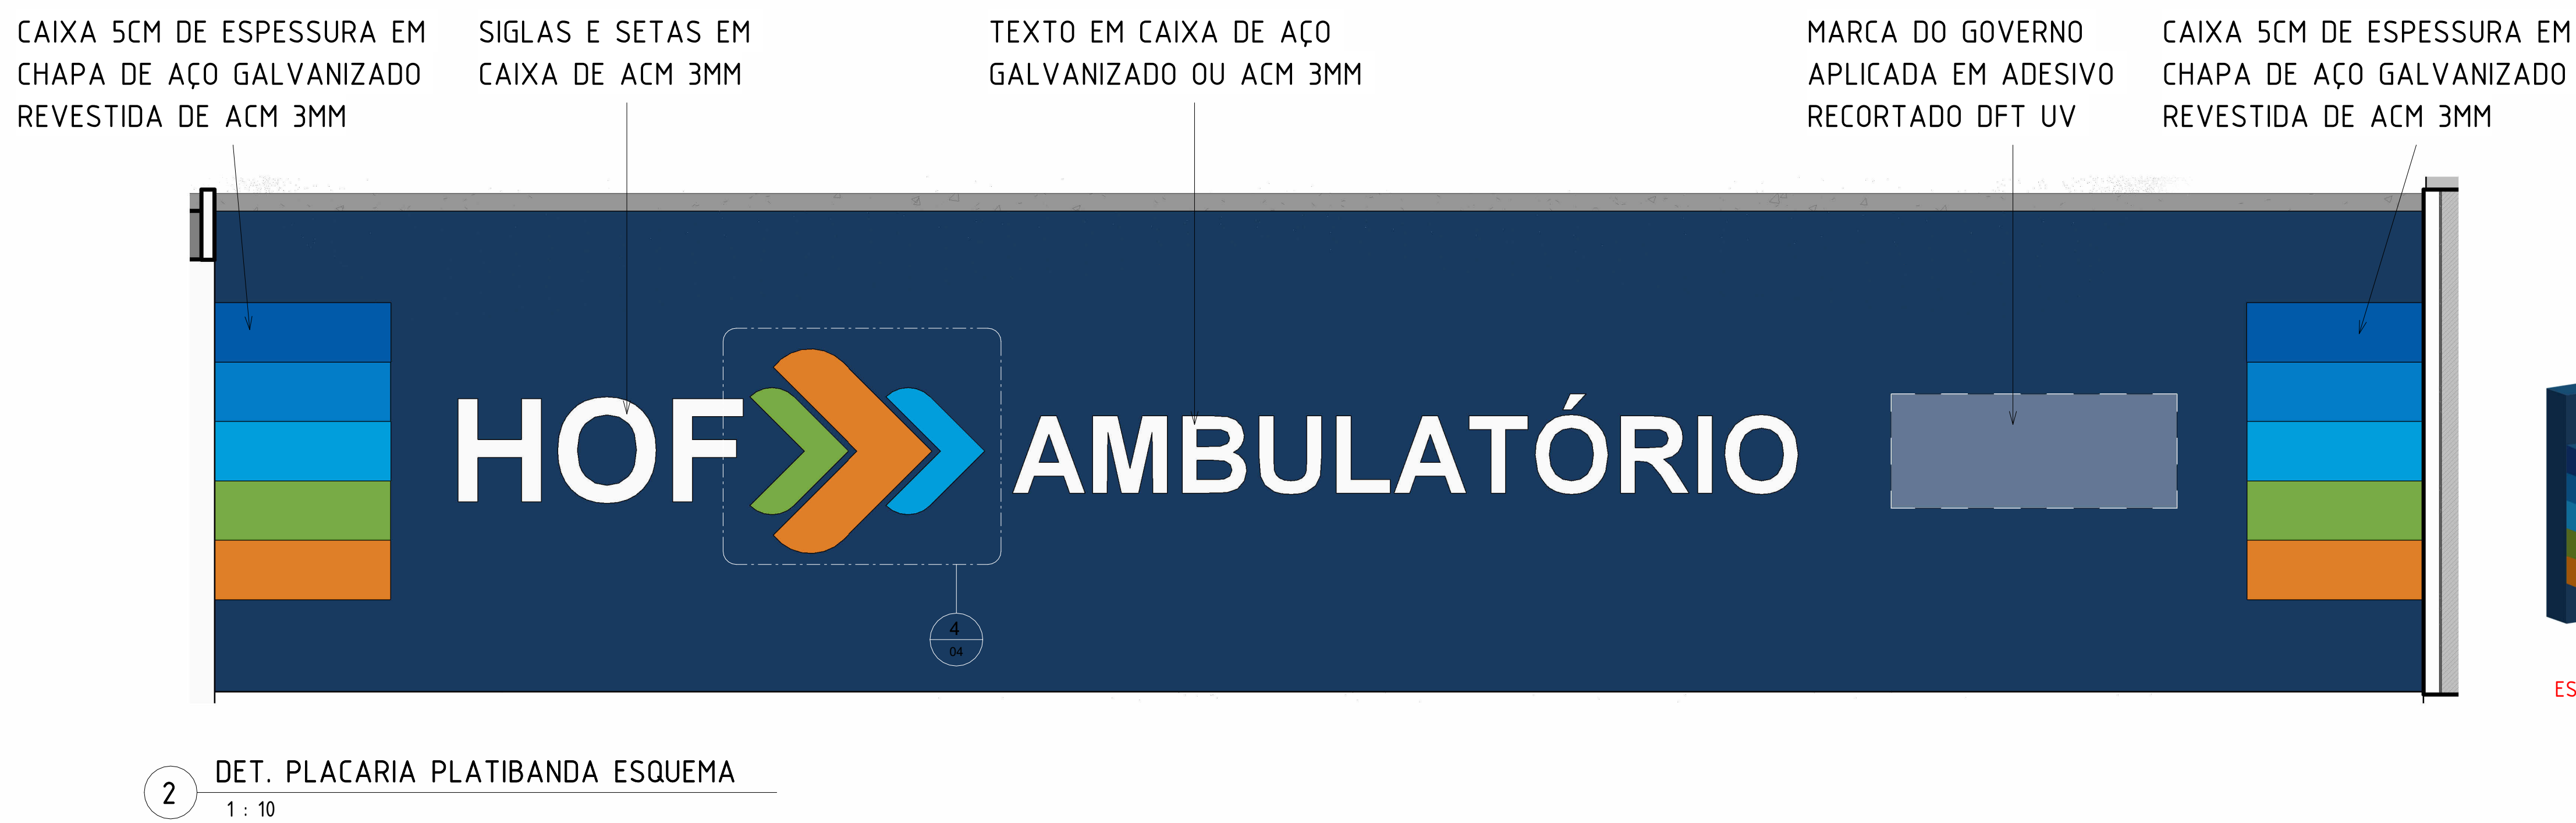 CAIXA 5CM DE ESPESSURA EM
CHAPA DE AÇO GALVANIZADO
REVESTIDA DE ACM 3MM
SIGLAS E SETAS EM
CAIXA DE ACM 3MM
TEXTO EM CAIXA DE AÇO
GALVANIZADO OU ACM 3MM
MARCA DO GOVERNO
APLICADA EM ADESIVO
RECORTADO DFT UV
CAIXA 5CM DE ESPESSURA EM
CHAPA DE AÇO GALVANIZADO
REVESTIDA DE ACM 3MM
HOF
AMBULATÓRIO
4
04
ES
2
DET. PLACARIA PLATIBANDA ESQUEMA
1 : 10